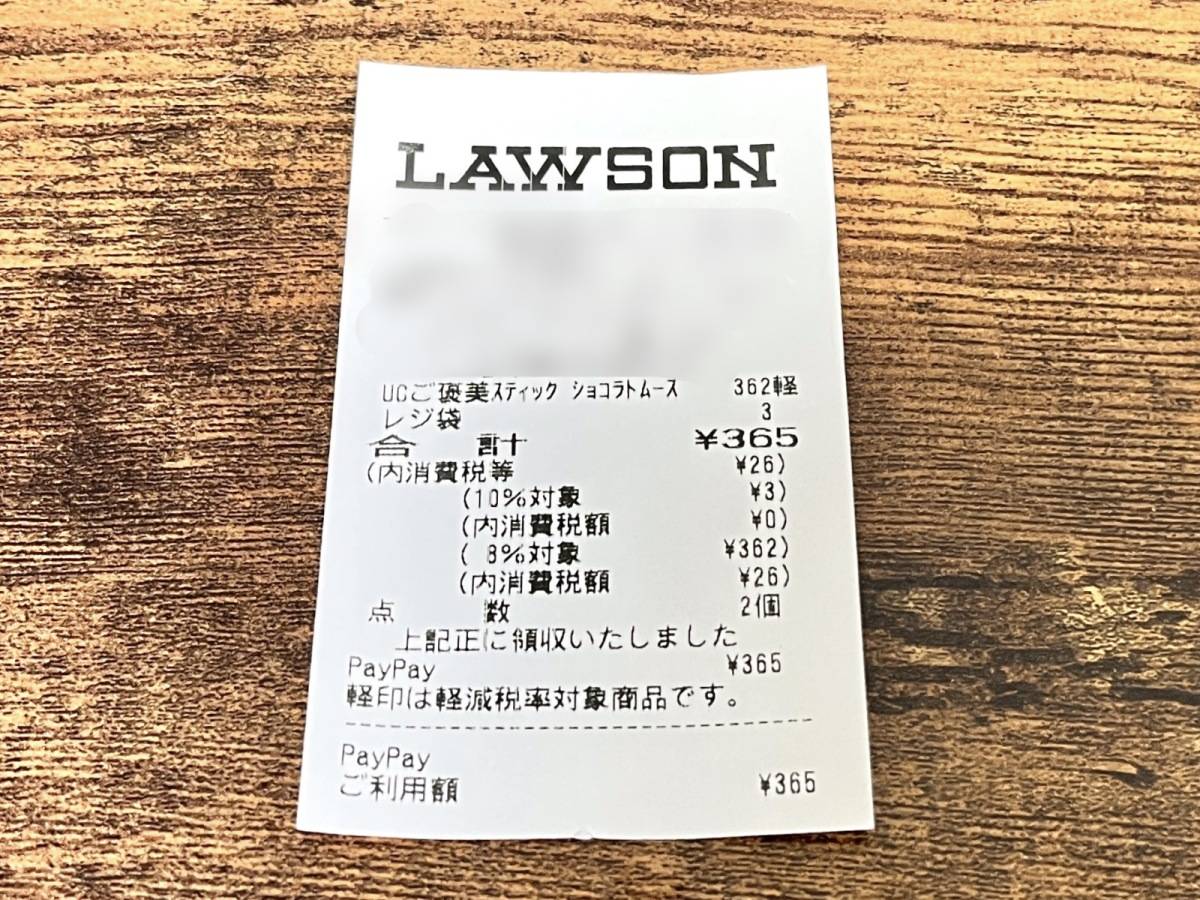 LAWSON
UCご褒美スティック ショコラトムース 362軽
レジ袋 3
合 計 ¥365
(内消費税等 ¥26)
(10%対象 ¥3)
(内消費税額 ¥0)
( 8%対象 ¥362)
(内消費税額 ¥26)
点 数 2個
上記正に領収いたしました
PayPay ¥365
軽印は軽減税率対象商品です。
PayPay
ご利用額 ¥365